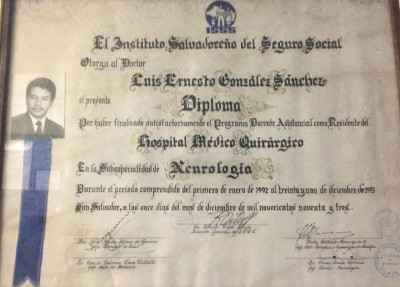 ISSS
El Instituto Salvadoreño del Seguro Social
Otorga al Doctor
Luis Ernesto González Sánchez
el presente
Diploma
Por haber finalizado satisfactoriamente el Programa Docente Asistencial como Residente del
Hospital Médico Quirúrgico
En la Subespecialidad de
Neurología
Durante el período comprendido del primero de enero de 1992 al treinta y uno de diciembre de 1993
San Salvador, a los once días del mes de diciembre de mil novecientos noventa y tres.